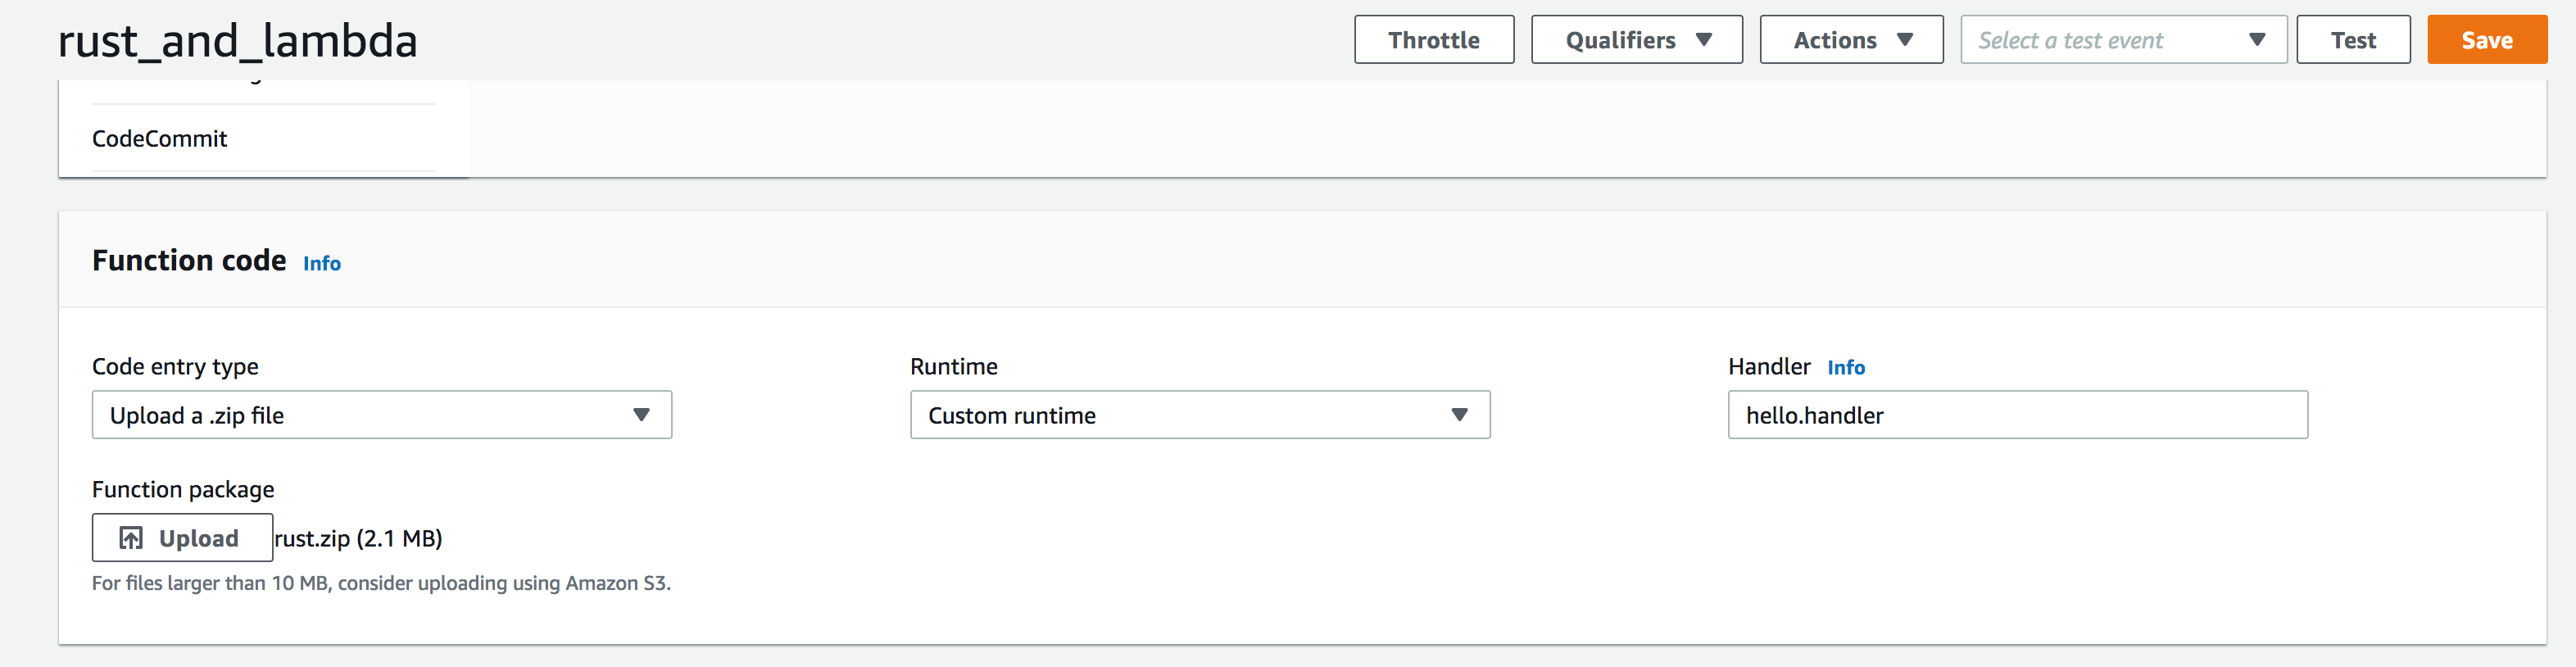 rust_and_lambda
Throttle
Qualifiers
Actions
Select a test event
Test
Save
CodeCommit
Function code Info
Code entry type
Upload a .zip file
Runtime
Custom runtime
Handler Info
hello.handler
Function package
Upload rust.zip (2.1 MB)
For files larger than 10 MB, consider uploading using Amazon S3.